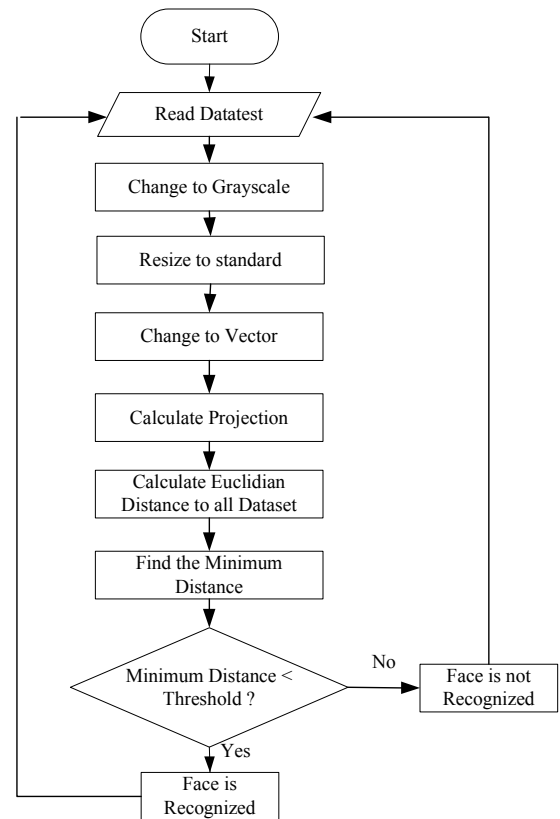 Start
Read Datatest
Change to Grayscale
Resize to standard
Change to Vector
Calculate Projection
Calculate Euclidian
Distance to all Dataset
Find the Minimum
Distance
Minimum Distance <
Threshold ?
No
Face is not
Recognized
Yes
Face is
Recognized